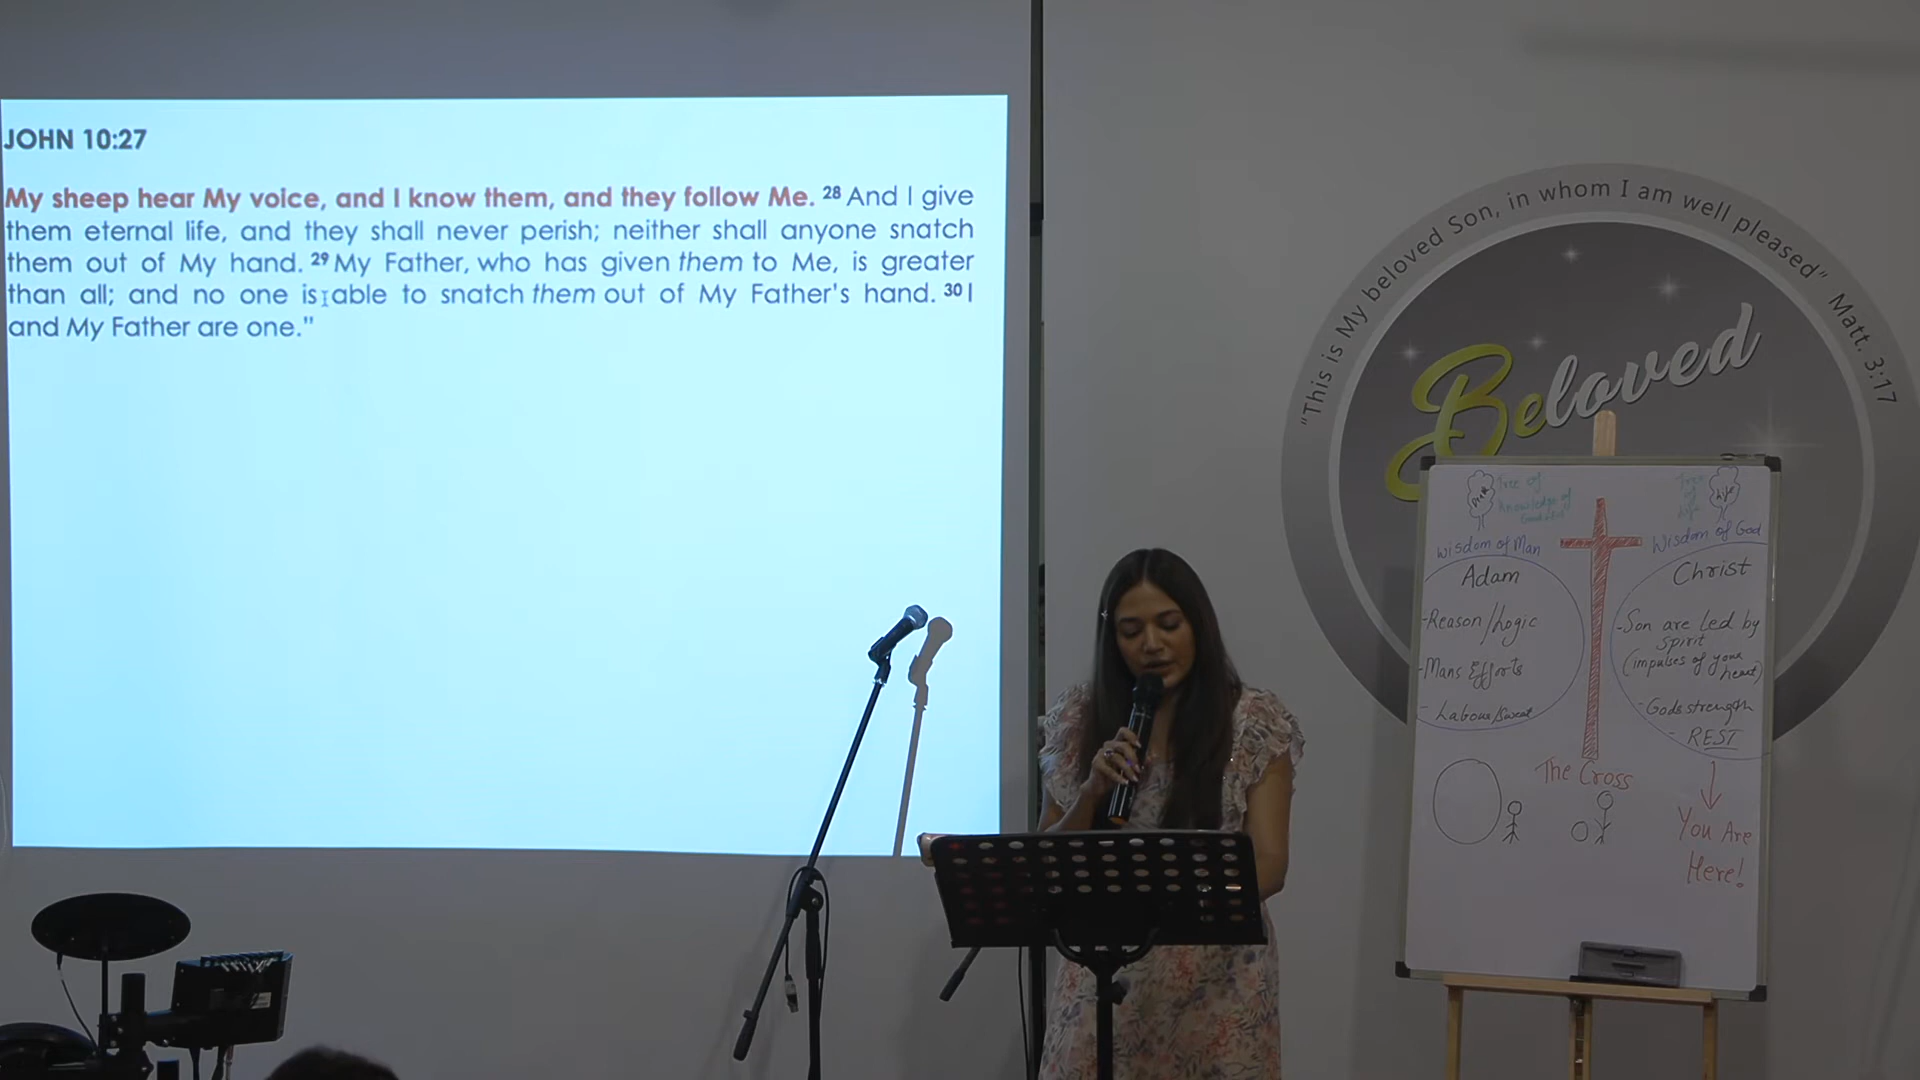 JOHN 10:27
My sheep hear My voice, and I know them, and they follow Me. 28 And I give
them eternal life, and they shall never perish; neither shall anyone snatch
them out of My hand. 29 My Father, who has given them to Me, is greater
than all; and no one is able to snatch them out of My Father's hand. 30 I
and My Father are one."
"This is My beloved Son, in whom I am well pleased" Matt. 3:17
Beloved
Tree of
Knowledge of
Tree
of
life
Life
Wisdom of Man
Wisdom of God
Adam
-Reason/Logic
-Mans Efforts
- Labour/Sweat
Christ
-Son are led by
spirit
(impulses of your
heart)
-Gods strength
- REST
The Cross
You Are
Here!